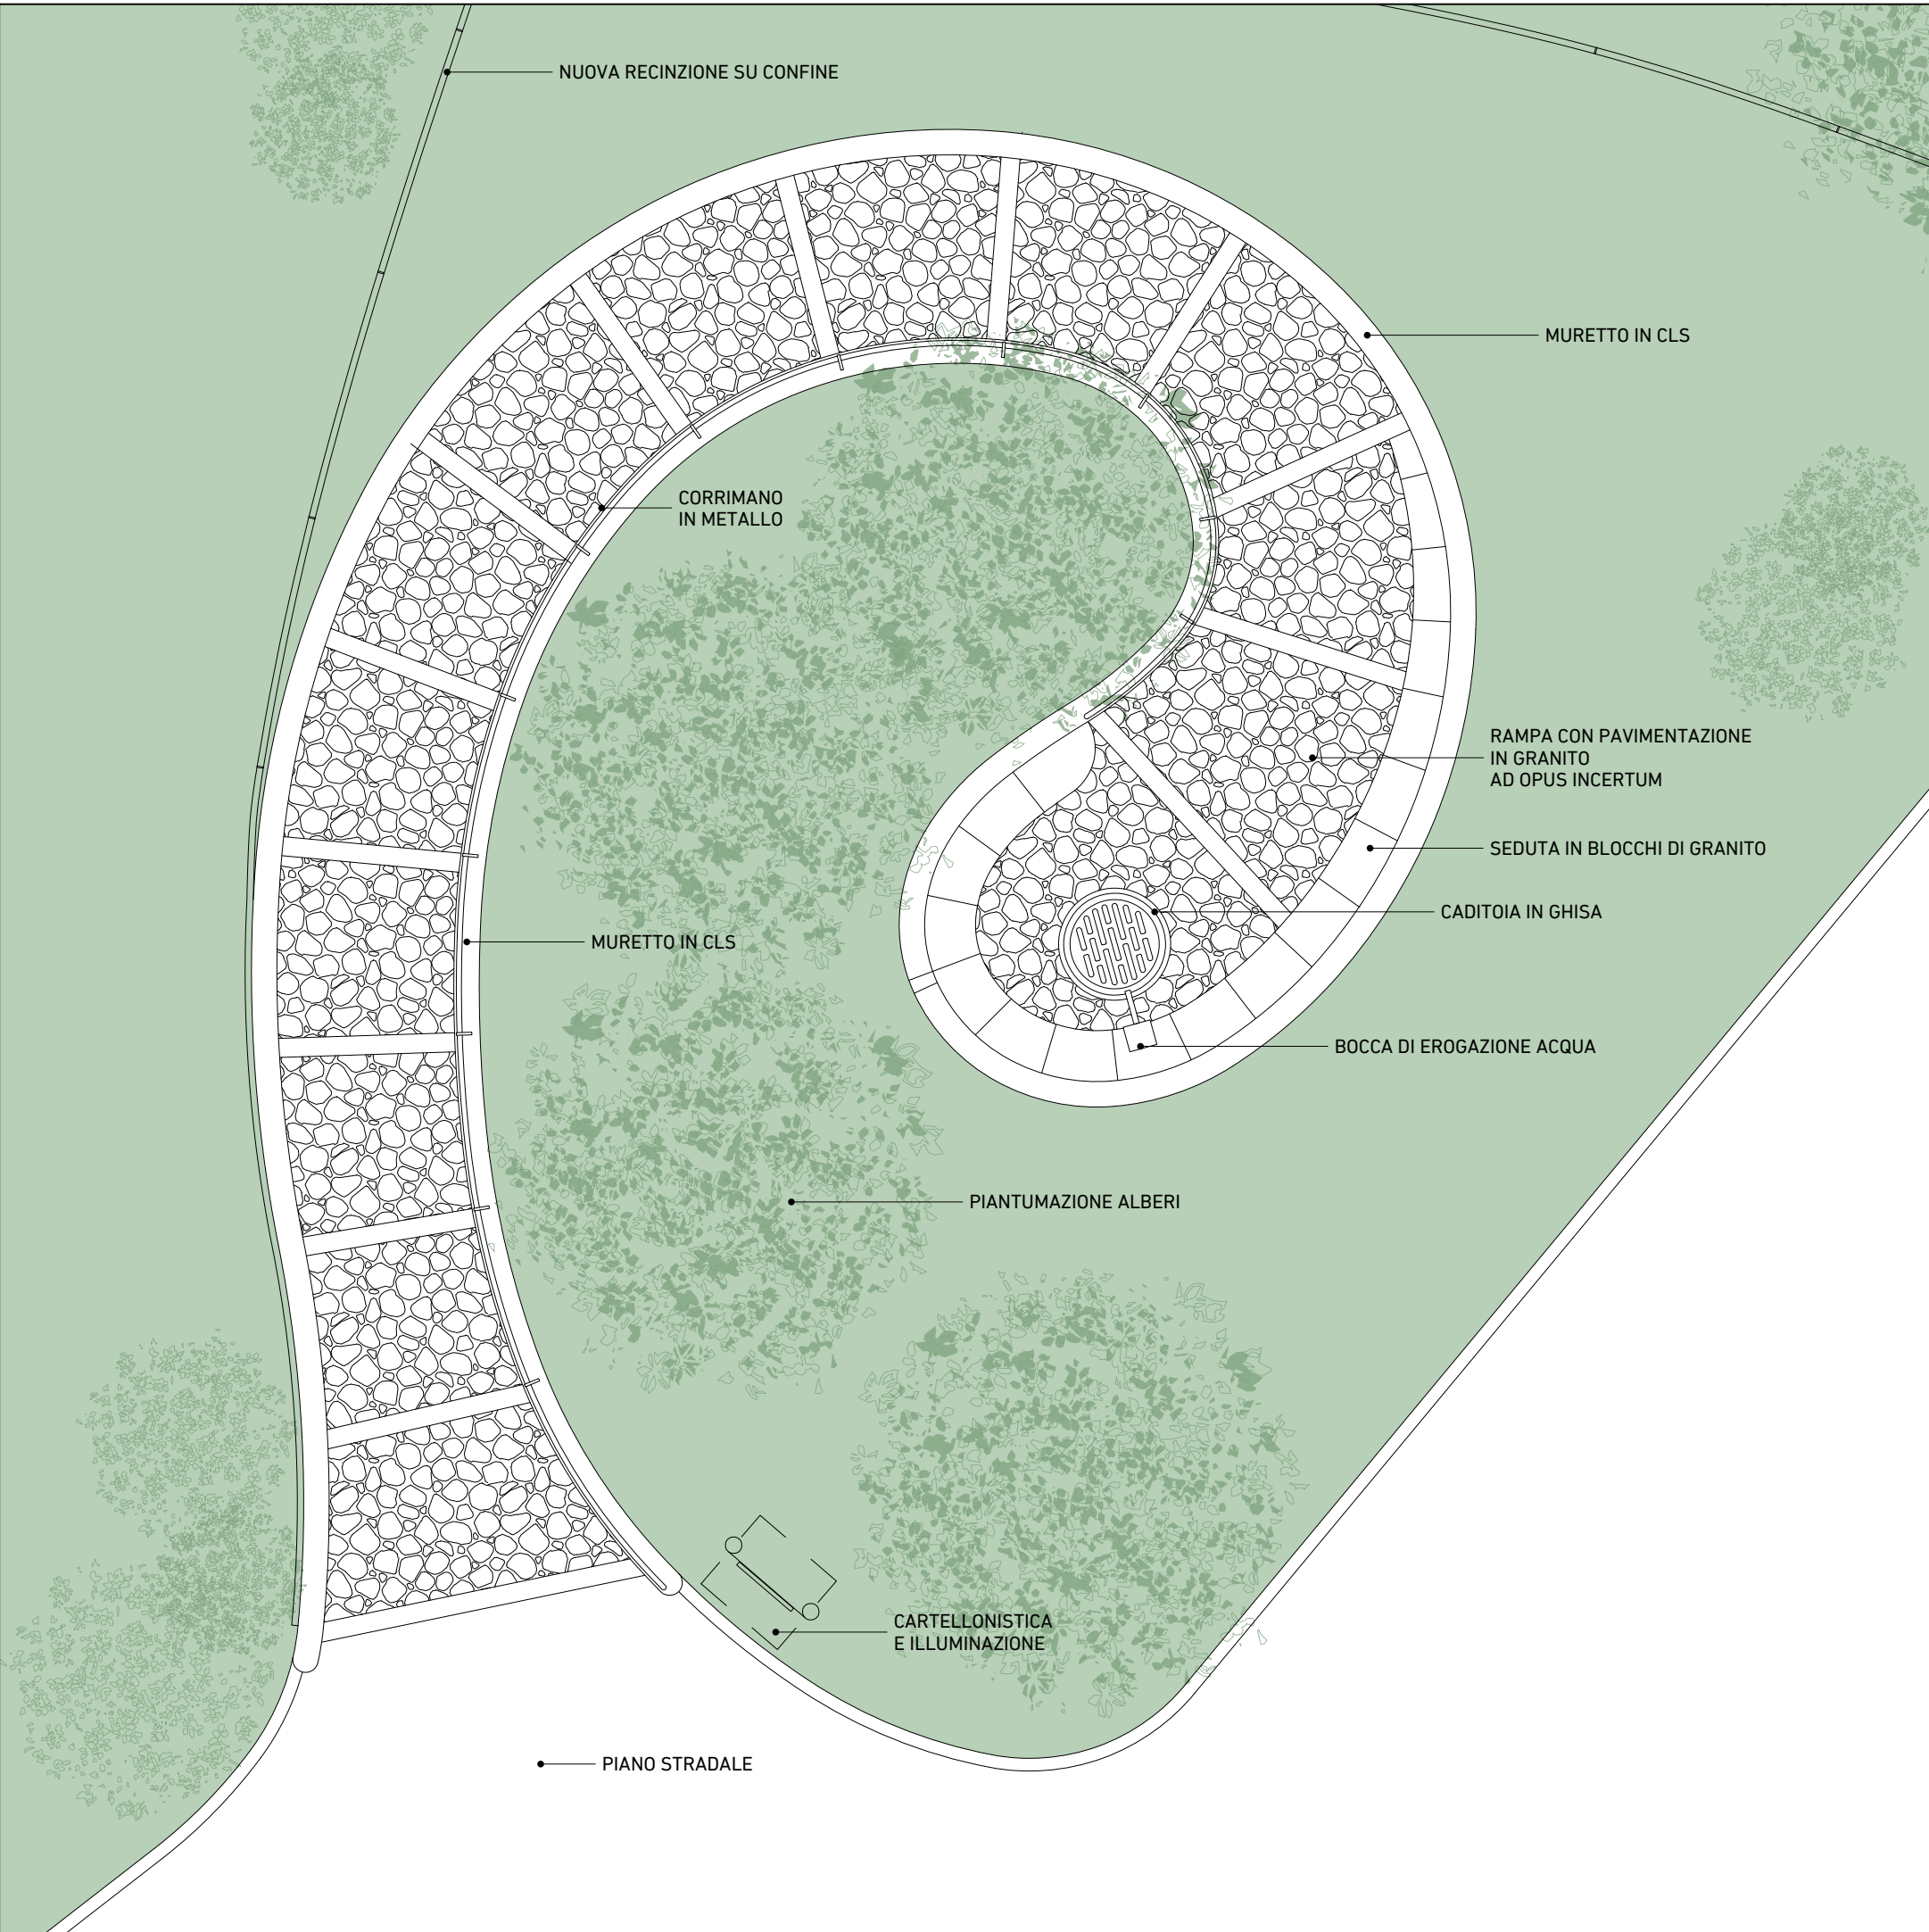 NUOVA RECINZIONE SU CONFINE
MURETTO IN CLS
CORRIMANO
IN METALLO
RAMPA CON PAVIMENTAZIONE
IN GRANITO
AD OPUS INCERTUM
SEDUTA IN BLOCCHI DI GRANITO
CADITOIA IN GHISA
MURETTO IN CLS
BOCCA DI EROGAZIONE ACQUA
PIANTUMAZIONE ALBERI
CARTELLONISTICA
E ILLUMINAZIONE
PIANO STRADALE